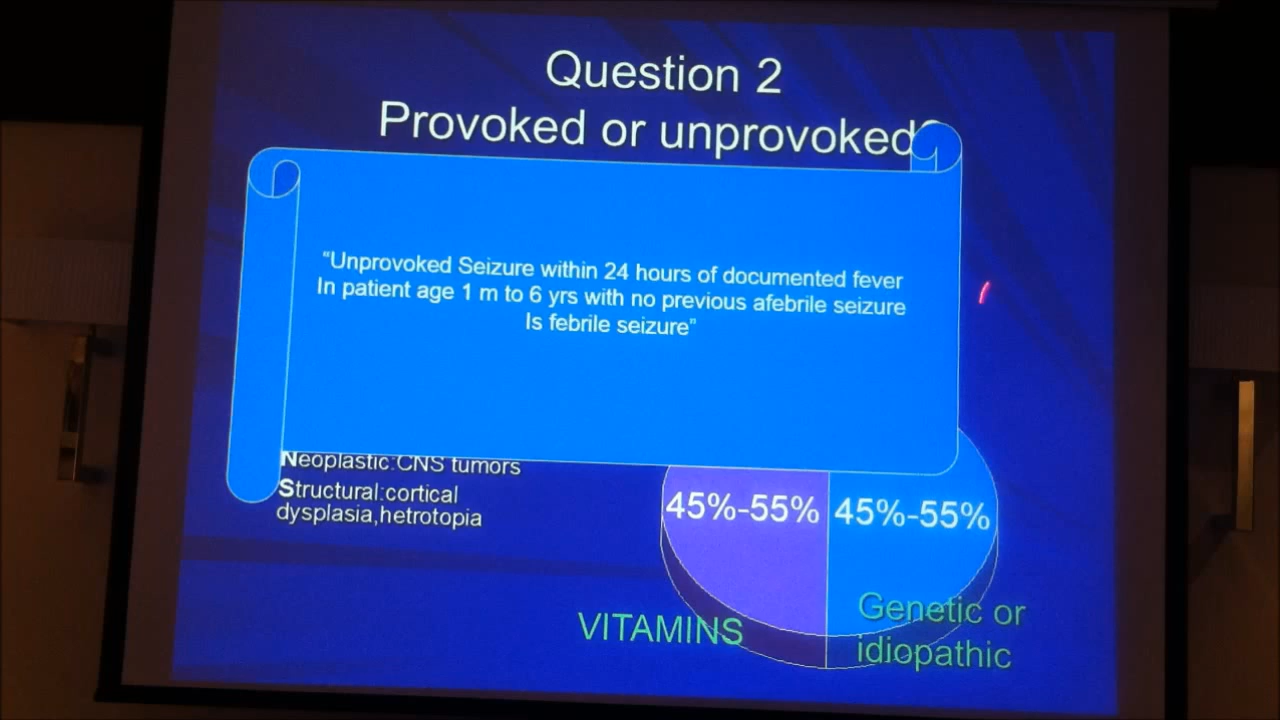 Question 2
Provoked or unprovoked?
“Unprovoked Seizure within 24 hours of documented fever
In patient age 1 m to 6 yrs with no previous afebrile seizure
Is febrile seizure”
Neoplastic:CNS tumors
Structural:cortical
dysplasia,hetrotopia
45%-55%
45%-55%
VITAMINS
Genetic or
idiopathic